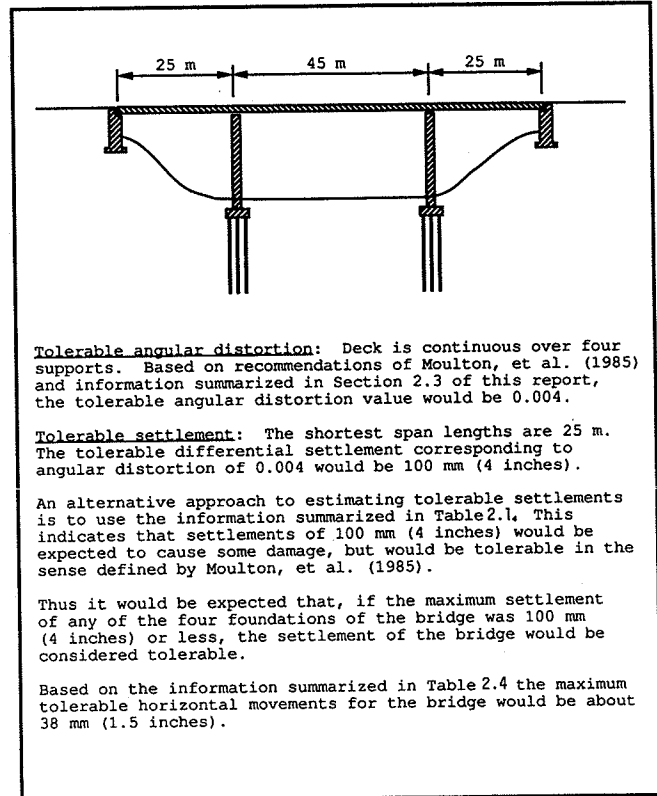 25 m 45 m 25 m
Tolerable angular distortion: Deck is continuous over four
supports. Based on recommendations of Moulton, et al. (1985)
and information summarized in Section 2.3 of this report,
the tolerable angular distortion value would be 0.004.
Tolerable settlement: The shortest span lengths are 25 m.
The tolerable differential settlement corresponding to
angular distortion of 0.004 would be 100 mm (4 inches).
An alternative approach to estimating tolerable settlements
is to use the information summarized in Table 2.1. This
indicates that settlements of 100 mm (4 inches) would be
expected to cause some damage, but would be tolerable in the
sense defined by Moulton, et al. (1985).
Thus it would be expected that, if the maximum settlement
of any of the four foundations of the bridge was 100 mm
(4 inches) or less, the settlement of the bridge would be
considered tolerable.
Based on the information summarized in Table 2.4 the maximum
tolerable horizontal movements for the bridge would be about
38 mm (1.5 inches).